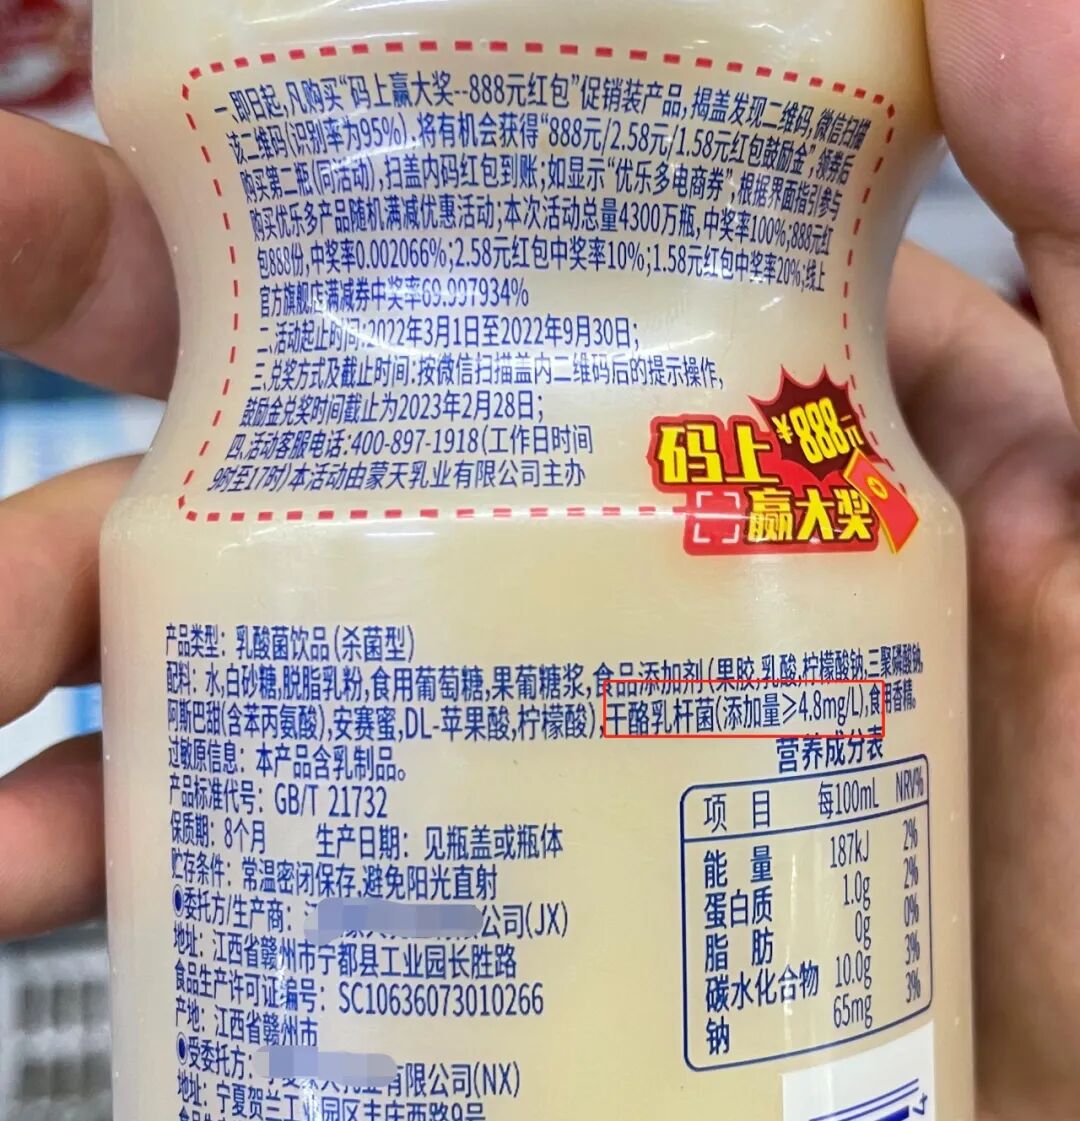 一、即日起,凡购买“码上赢大奖--888元红包”促销装产品,揭盖发现二维码,微信扫描
该二维码(识别率为95%),将有机会获得“888元/2.58元/1.58元红包鼓励金”,领券后
购买第二瓶(同活动),扫盖内码红包到账;如显示“优乐多电商券”,根据界面指引参与
购买优乐多产品随机满减优惠活动;本次活动总量4300万瓶,中奖率100%;888元红
包888份,中奖率0.002066%;2.58元红包中奖率10%;1.58元红包中奖率20%;线上
官方旗舰店满减券中奖率69.997934%
二、活动起止时间:2022年3月1日至2022年9月30日;
三、兑奖方式及截止时间:按微信扫描盖内二维码后的提示操作,
鼓励金兑奖时间截止为2023年2月28日;
四、活动客服电话:400-897-1918(工作日时间
9时至17时)本活动由蒙天乳业有限公司主办
码上
¥888元
赢大奖
产品类型：乳酸菌饮品(杀菌型)
配料：水,白砂糖,脱脂乳粉,食用葡萄糖,果葡糖浆,食品添加剂(果胶,乳酸,柠檬酸钠,三聚磷酸钠,
阿斯巴甜(含苯丙氨酸),安赛蜜,DL-苹果酸,柠檬酸),干酪乳杆菌(添加量≥4.8mg/L),食用香精。
过敏原信息：本产品含乳制品。
产品标准代号：GB/T 21732
保质期：8个月 生产日期：见瓶盖或瓶体
贮存条件：常温密闭保存,避免阳光直射
◉委托方/生产商：
公司(JX)
地址：江西省赣州市宁都县工业园长胜路
食品生产许可证编号：SC10636073010266
产地：江西省赣州市
◉受委托方：
有限公司(NX)
地址：宁夏贺兰工业园区丰庆西路9号
营养成分表
项目 每100mL NRV%
能量 187kJ 2%
蛋白质 1.0g 2%
脂肪 0g 0%
碳水化合物 10.0g 3%
钠 65mg 3%